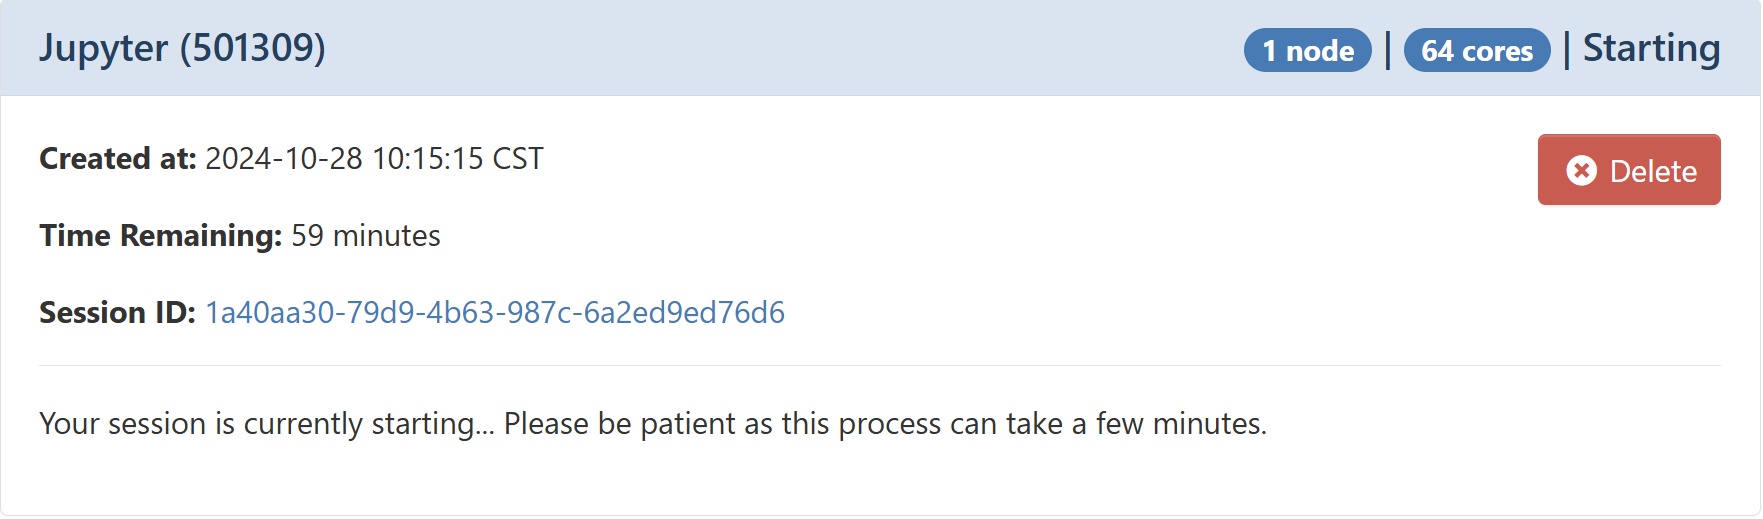 Jupyter (501309)
1 node | 64 cores | Starting
Created at: 2024-10-28 10:15:15 CST
Delete
Time Remaining: 59 minutes
Session ID: 1a40aa30-79d9-4b63-987c-6a2ed9ed76d6
Your session is currently starting... Please be patient as this process can take a few minutes.